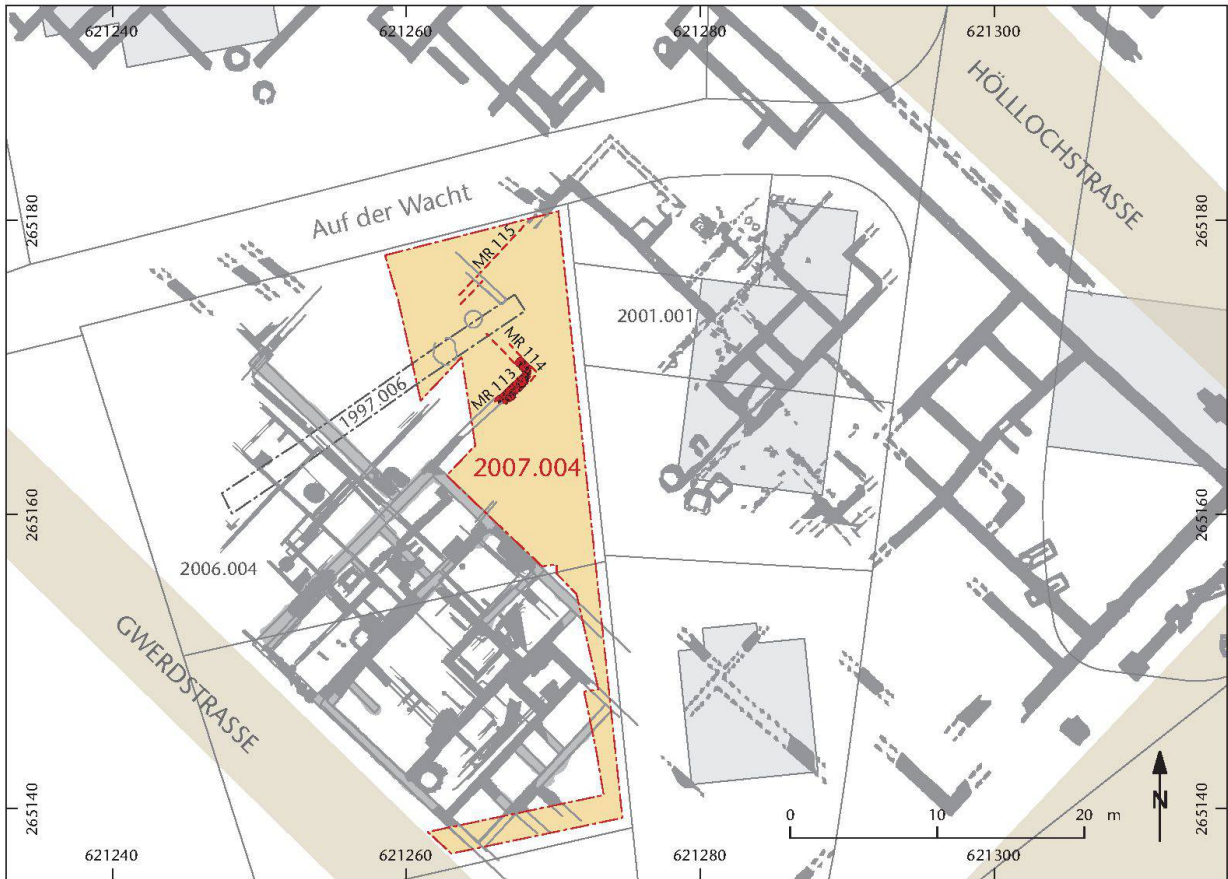 621240
621260
621280
621300
HÖLLLOCHSTRASSE
265180
Auf der Wacht
265180
MR 115
2001.001
MR 114
MR 113
1997.006
2007.004
265160
265160
2006.004
GWERDSTRASSE
265140
265140
0 10 20 m
N
621240
621260
621280
621300